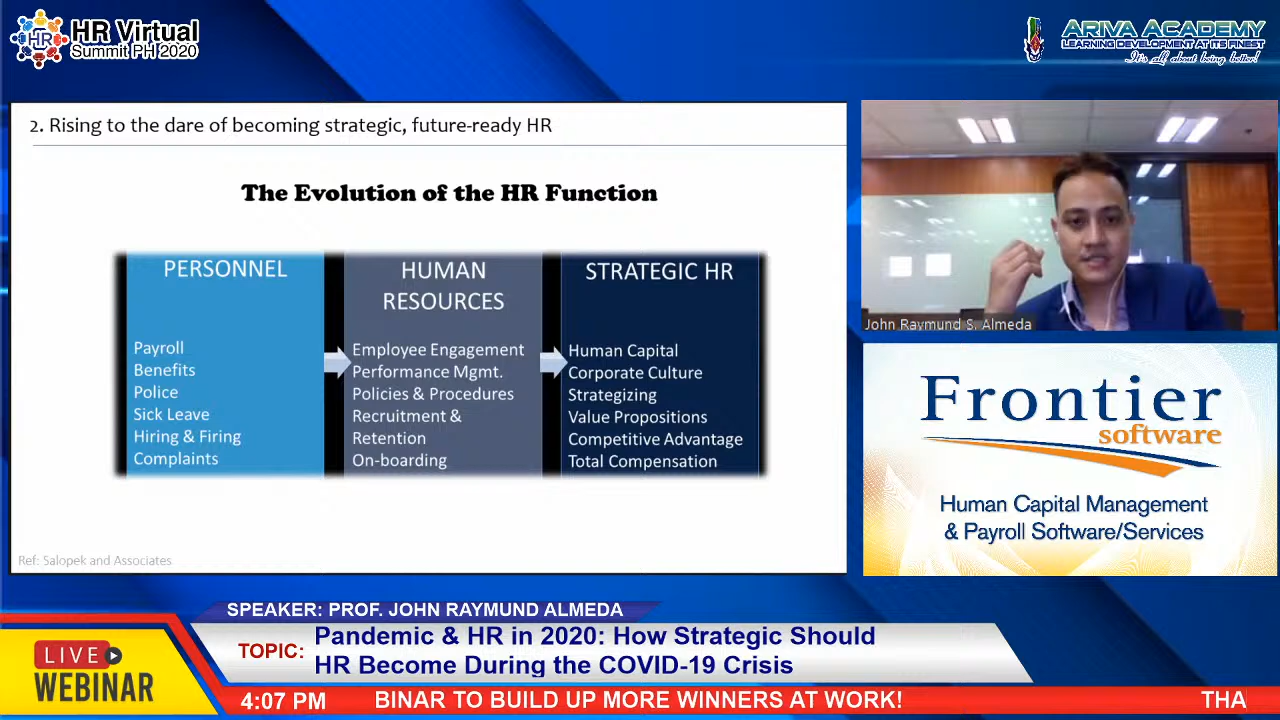 HR Virtual
Summit PH 2020
HR
ARIVA ACADEMY
LEARNING DEVELOPMENT AT ITS FINEST
It's all about being better!
2. Rising to the dare of becoming strategic, future-ready HR
The Evolution of the HR Function
PERSONNEL
Payroll
Benefits
Police
Sick Leave
Hiring & Firing
Complaints
HUMAN
RESOURCES
Employee Engagement
Performance Mgmt.
Policies & Procedures
Recruitment &
Retention
On-boarding
STRATEGIC HR
Human Capital
Corporate Culture
Strategizing
Value Propositions
Competitive Advantage
Total Compensation
Ref: Salopek and Associates
John Raymund S. Almeda
Frontier
software
Human Capital Management
& Payroll Software/Services
SPEAKER: PROF. JOHN RAYMUND ALMEDA
TOPIC:
Pandemic & HR in 2020: How Strategic Should
HR Become During the COVID-19 Crisis
LIVE
WEBINAR
4:07 PM
BINAR TO BUILD UP MORE WINNERS AT WORK!
THA